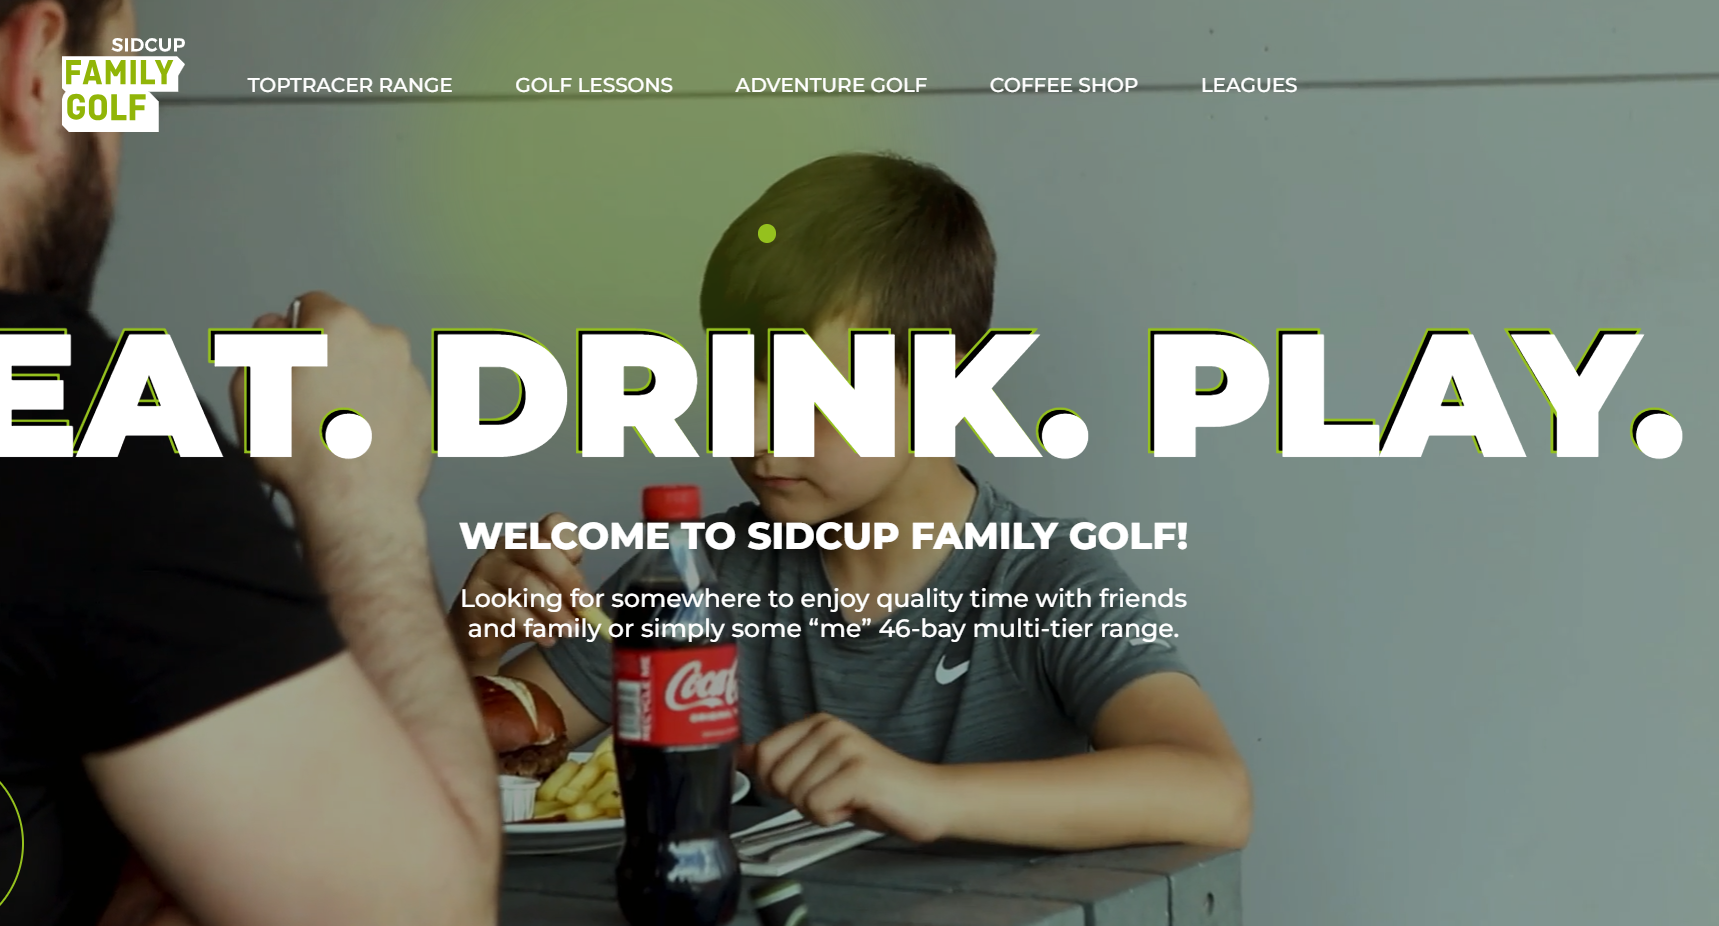 SIDCUP
FAMILY
GOLF
TOPTRACER RANGE
GOLF LESSONS
ADVENTURE GOLF
COFFEE SHOP
LEAGUES
EAT. DRINK. PLAY.
WELCOME TO SIDCUP FAMILY GOLF!
Looking for somewhere to enjoy quality time with friends
and family or simply some “me” 46-bay multi-tier range.
RECYCLE ME